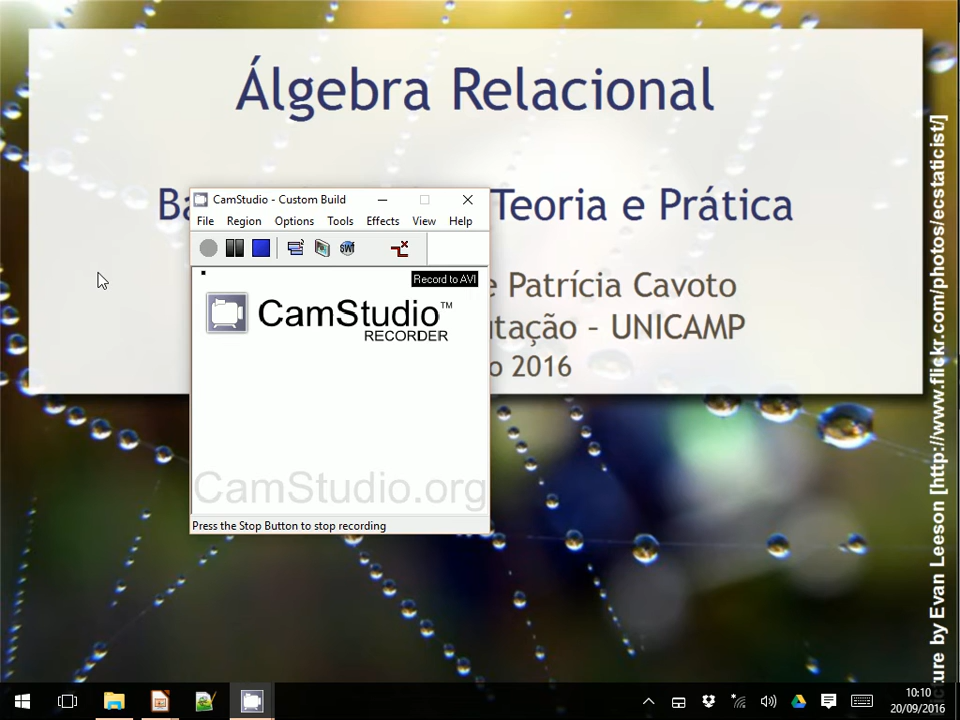 Álgebra Relacional
Teoria e Prática
e Patrícia Cavoto
- UNICAMP
2016
CamStudio - Custom Build
File Region Options Tools Effects View Help
Record to AVI
CamStudio™
RECORDER
CamStudio.org
Press the Stop Button to stop recording
by Evan Leeson [http://www.flickr.com/photos/ecstaticist/]
10:10
20/09/2016